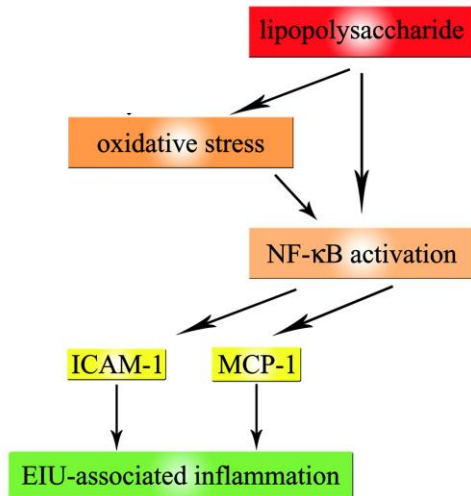 lipopolysaccharide
oxidative stress
NF-κB activation
ICAM-1
MCP-1
EIU-associated inflammation